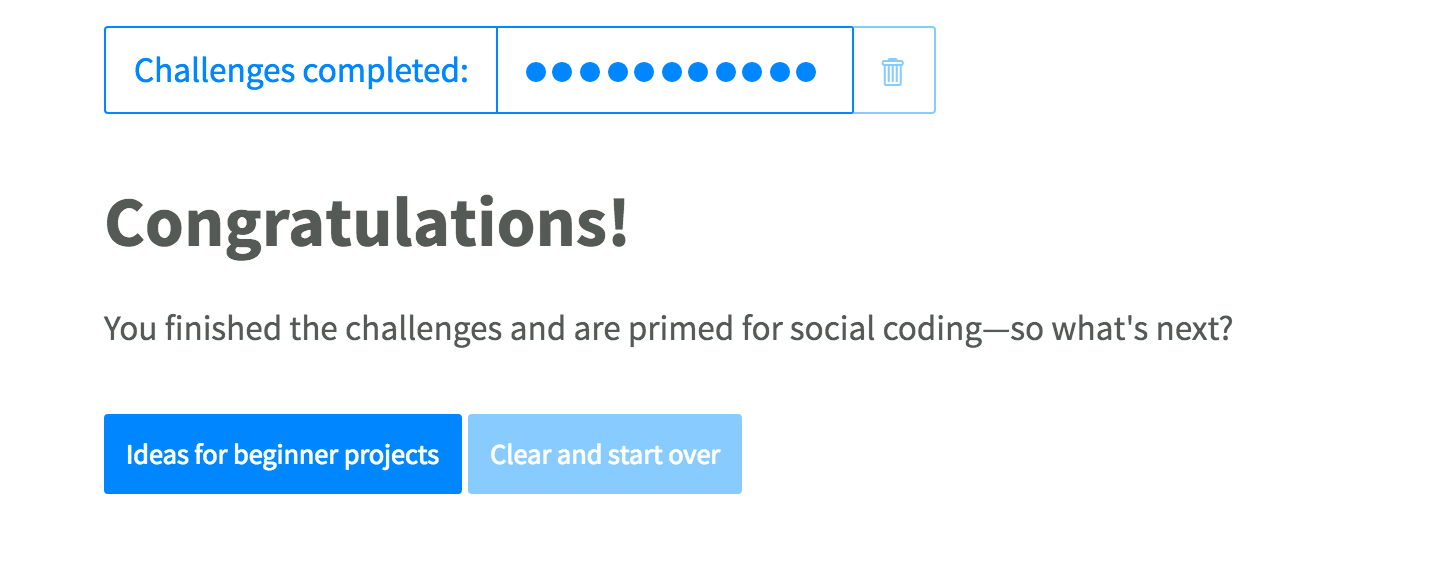 Challenges completed:
Congratulations!
You finished the challenges and are primed for social coding—so what's next?
Ideas for beginner projects
Clear and start over